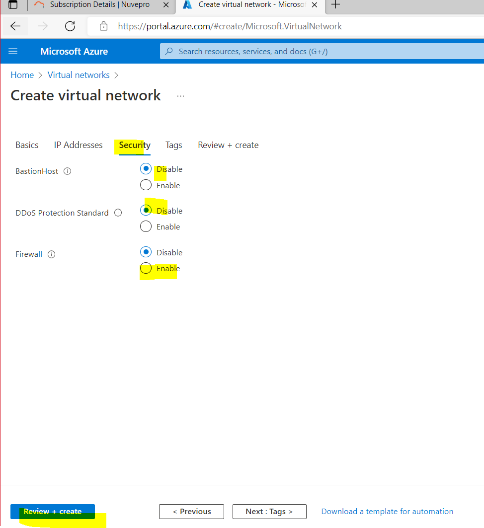 Subscription Details | Nuvepro
Create virtual network - Microso
https://portal.azure.com/#create/Microsoft.VirtualNetwork
Microsoft Azure
Search resources, services, and docs (G+/)
Home > Virtual networks >
Create virtual network ...
Basics IP Addresses Security Tags Review + create
BastionHost Disable
Enable
DDoS Protection Standard Disable
Enable
Firewall Disable
Enable
Review + create < Previous Next : Tags > Download a template for automation